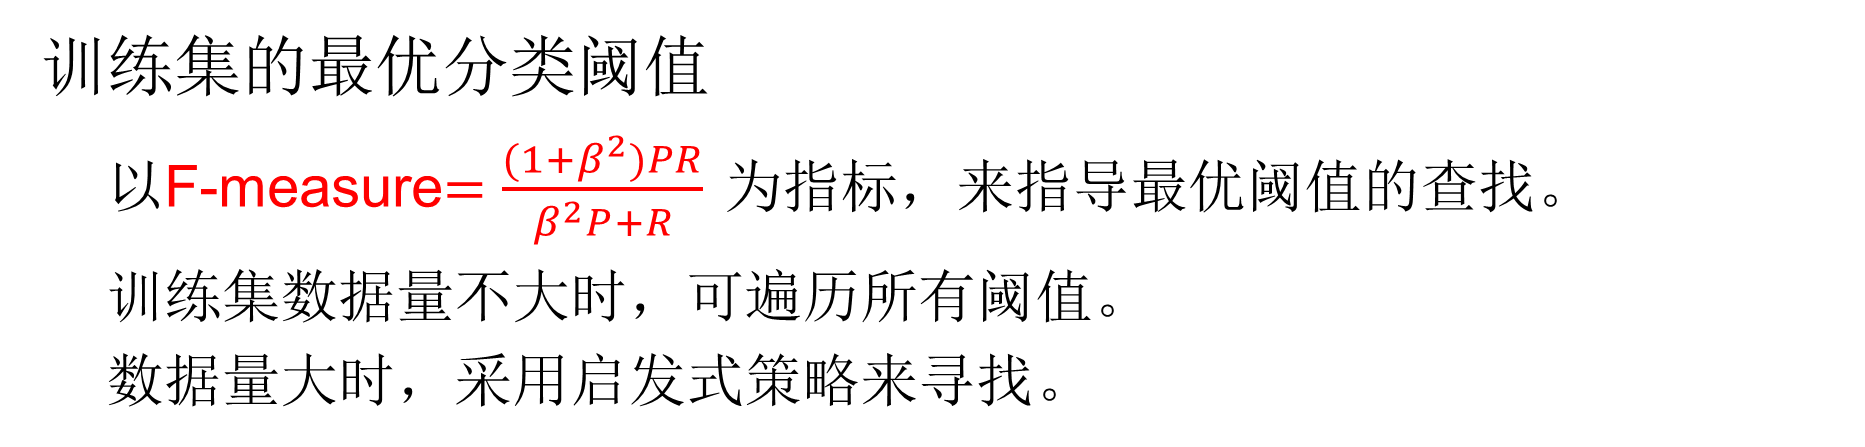 训练集的最优分类阈值
以F-measure= \frac{(1+β²)PR}{β²P+R} 为指标，来指导最优阈值的查找。
训练集数据量不大时，可遍历所有阈值。
数据量大时，采用启发式策略来寻找。